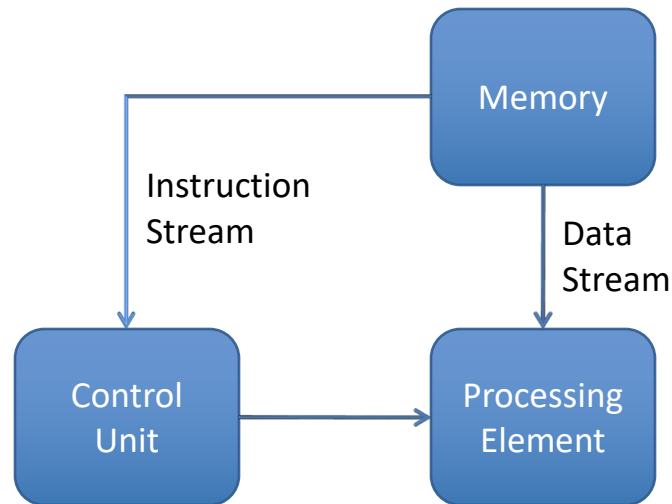 Memory
Instruction
Stream
Data
Stream
Control
Unit
Processing
Element